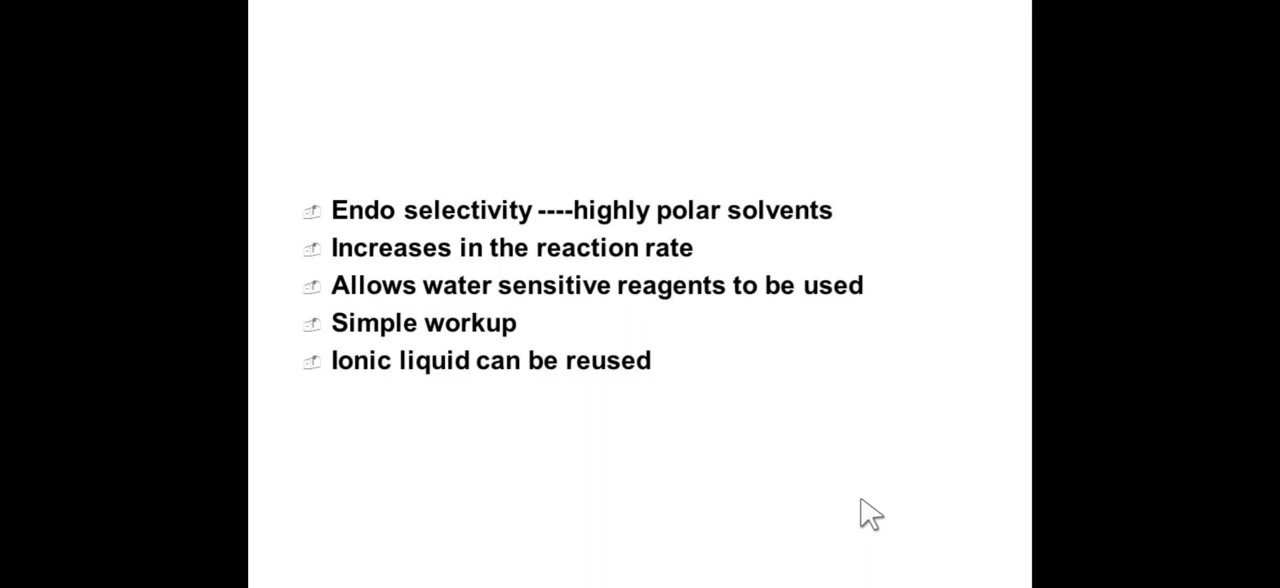 Endo selectivity ----highly polar solvents
Increases in the reaction rate
Allows water sensitive reagents to be used
Simple workup
Ionic liquid can be reused